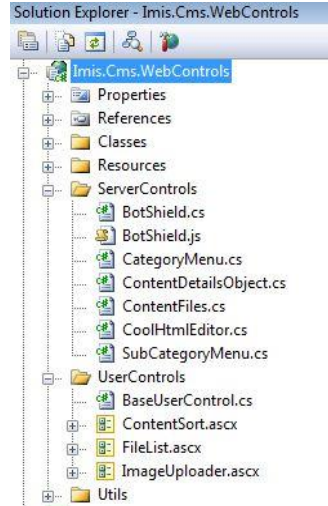 Solution Explorer - Imis.Cms.WebControls
Imis.Cms.WebControls
Properties
References
Classes
Resources
ServerControls
BotShield.cs
BotShield.js
CategoryMenu.cs
ContentDetailsObject.cs
ContentFiles.cs
CoolHtmlEditor.cs
SubCategoryMenu.cs
UserControls
BaseUserControl.cs
ContentSort.ascx
FileList.ascx
ImageUploader.ascx
Utils